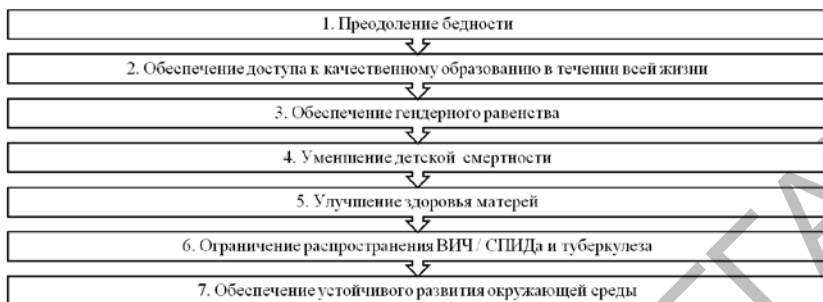 1. Преодоление бедности
2. Обеспечение доступа к качественному образованию в течении всей жизни
3. Обеспечение гендерного равенства
4. Уменшение детской смертности
5. Улучшение здоровья матерей
6. Ограничение распространения ВИЧ / СПИДа и туберкулеза
7. Обеспечение устойчивого развития окружающей среды